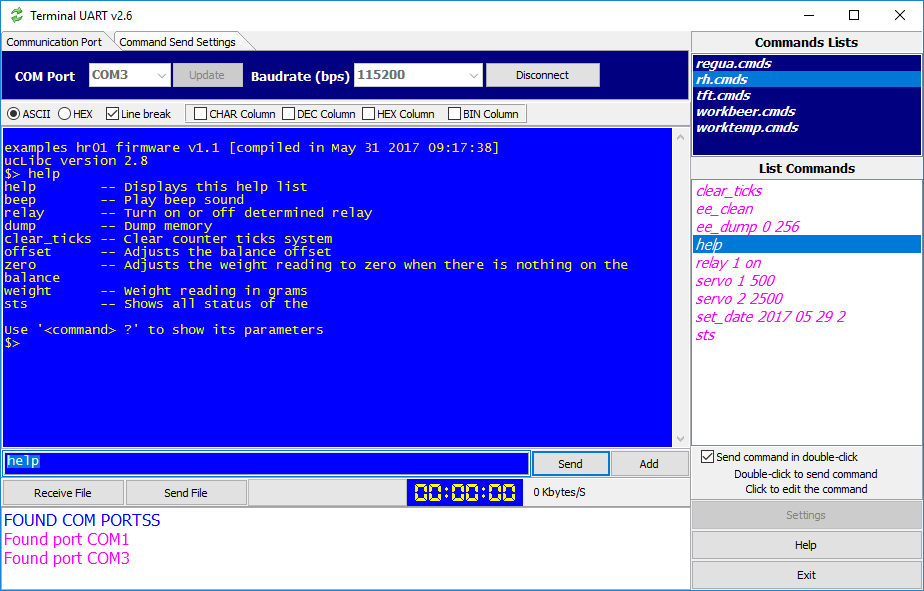 Terminal UART v2.6
Communication Port
Command Send Settings
COM Port
COM3
Update
Baudrate (bps)
115200
Disconnect
ASCII
HEX
Line break
CHAR Column
DEC Column
HEX Column
BIN Column
examples hr01 firmware v1.1 [compiled in May 31 2017 09:17:38]
ucLibc version 2.8
$> help
help        -- Displays this help list
beep        -- Play beep sound
relay       -- Turn on or off determined relay
dump        -- Dump memory
clear_ticks -- Clear counter ticks system
offset      -- Adjusts the balance offset
zero        -- Adjusts the weight reading to zero when there is nothing on the
balance
weight      -- Weight reading in grams
sts         -- Shows all status of the
Use '<command> ?' to show its parameters
$>
help
Send
Add
Receive File
Send File
00:00:00
0 Kbytes/S
FOUND COM PORTSS
Found port COM1
Found port COM3
Commands Lists
regua.cmds
rh.cmds
tft.cmds
workbeer.cmds
worktemp.cmds
List Commands
clear_ticks
ee_clean
ee_dump 0 256
help
relay 1 on
servo 1 500
servo 2 2500
set_date 2017 05 29 2
sts
Send command in double-click
Double-click to send command
Click to edit the command
Settings
Help
Exit